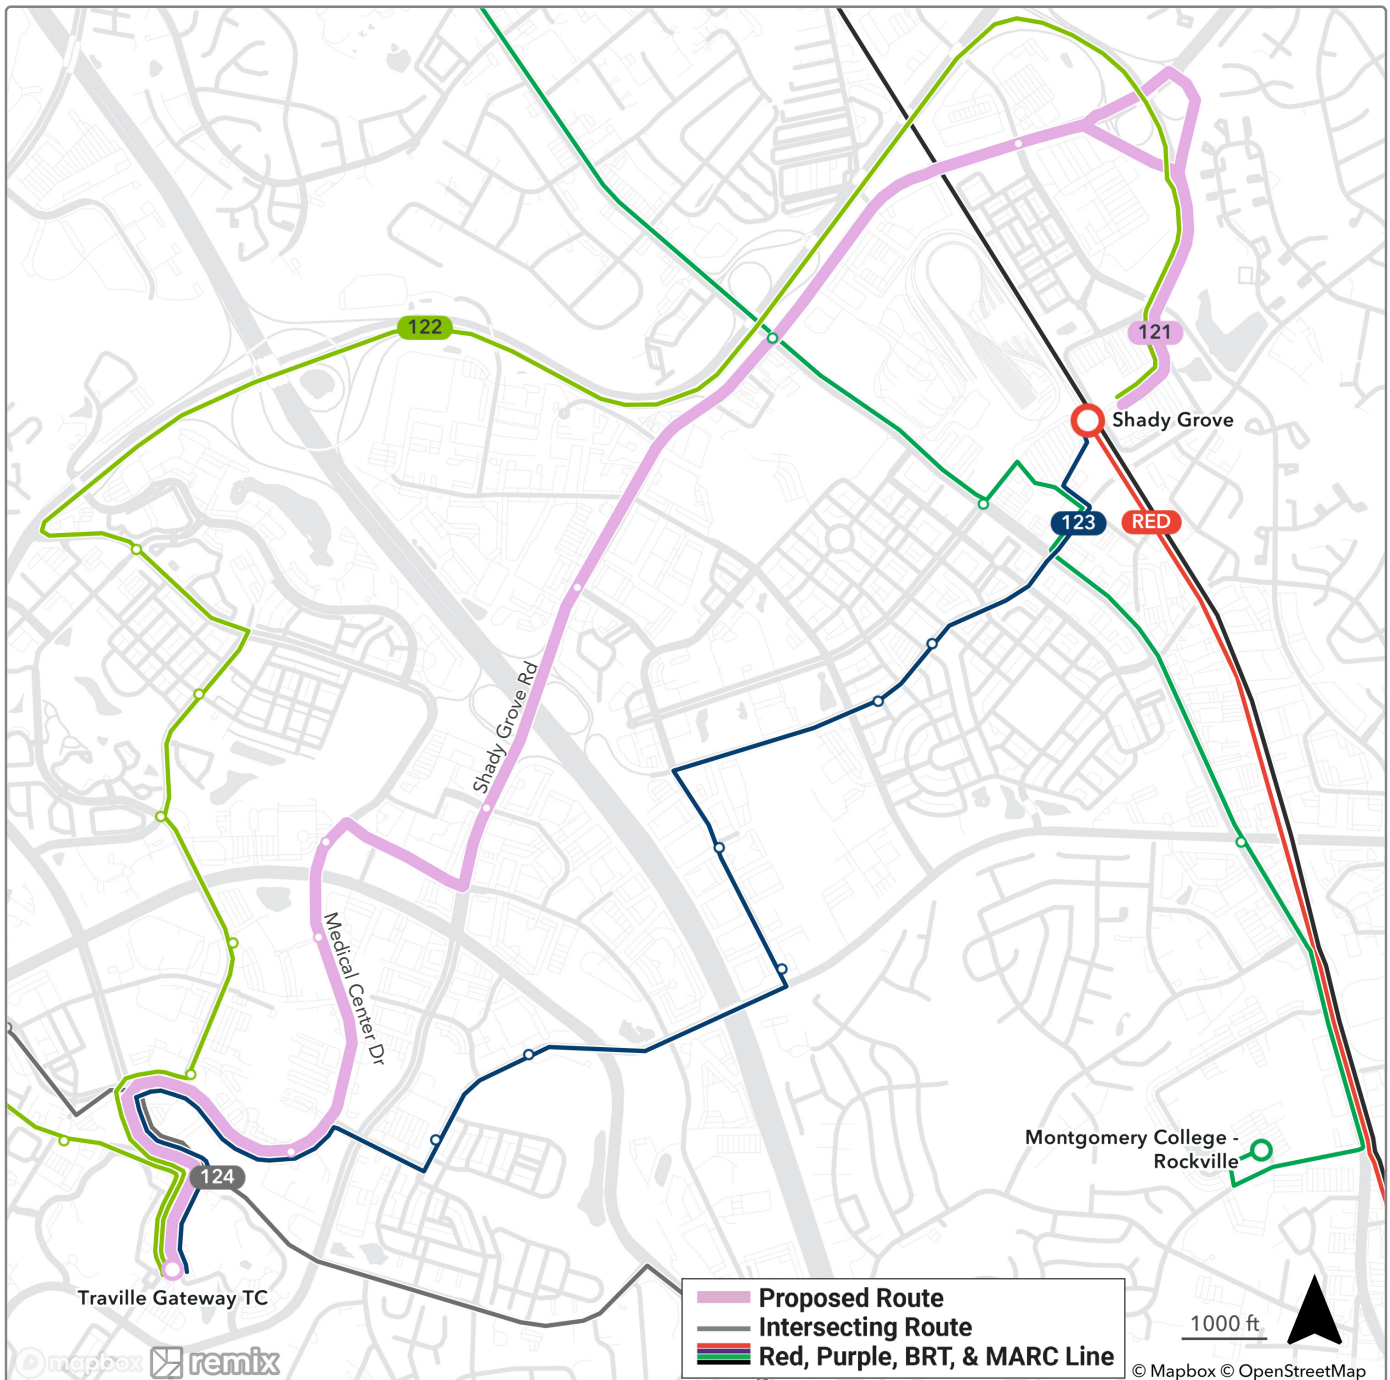 122
121
Shady Grove
123
RED
Shady Grove Rd
Medical Center Dr
Montgomery College -
Rockville
124
Traville Gateway TC
Proposed Route
Intersecting Route
Red, Purple, BRT, & MARC Line
1000 ft
mapbox remix
© Mapbox © OpenStreetMap